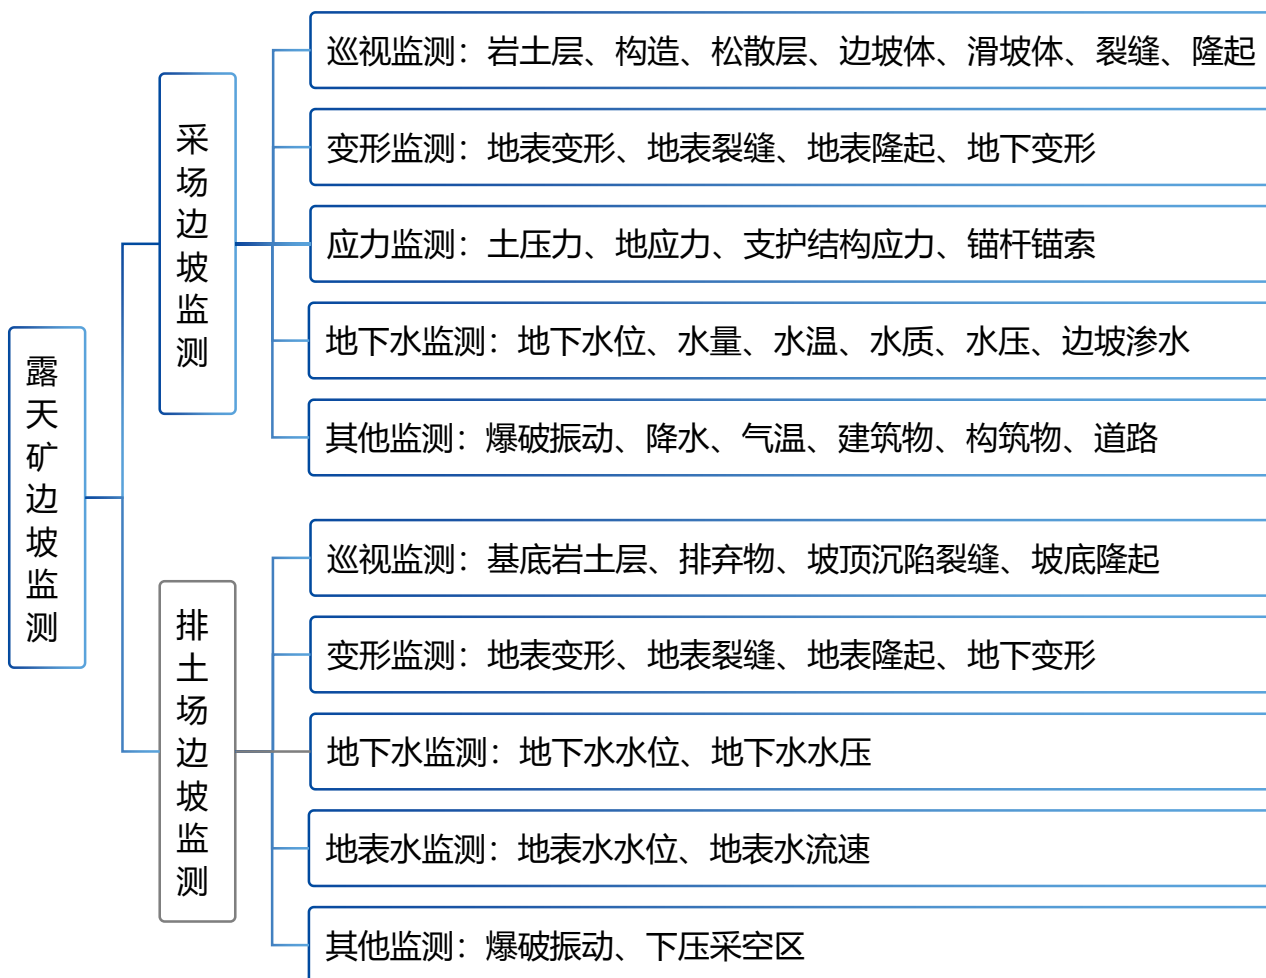 露天矿边坡监测
采场边坡监测
巡视监测：岩土层、构造、松散层、边坡体、滑坡体、裂缝、隆起
变形监测：地表变形、地表裂缝、地表隆起、地下变形
应力监测：土压力、地应力、支护结构应力、锚杆锚索
地下水监测：地下水位、水量、水温、水质、水压、边坡渗水
其他监测：爆破振动、降水、气温、建筑物、构筑物、道路
排土场边坡监测
巡视监测：基底岩土层、排弃物、坡顶沉陷裂缝、坡底隆起
变形监测：地表变形、地表裂缝、地表隆起、地下变形
地下水监测：地下水水位、地下水水压
地表水监测：地表水水位、地表水流速
其他监测：爆破振动、下压采空区